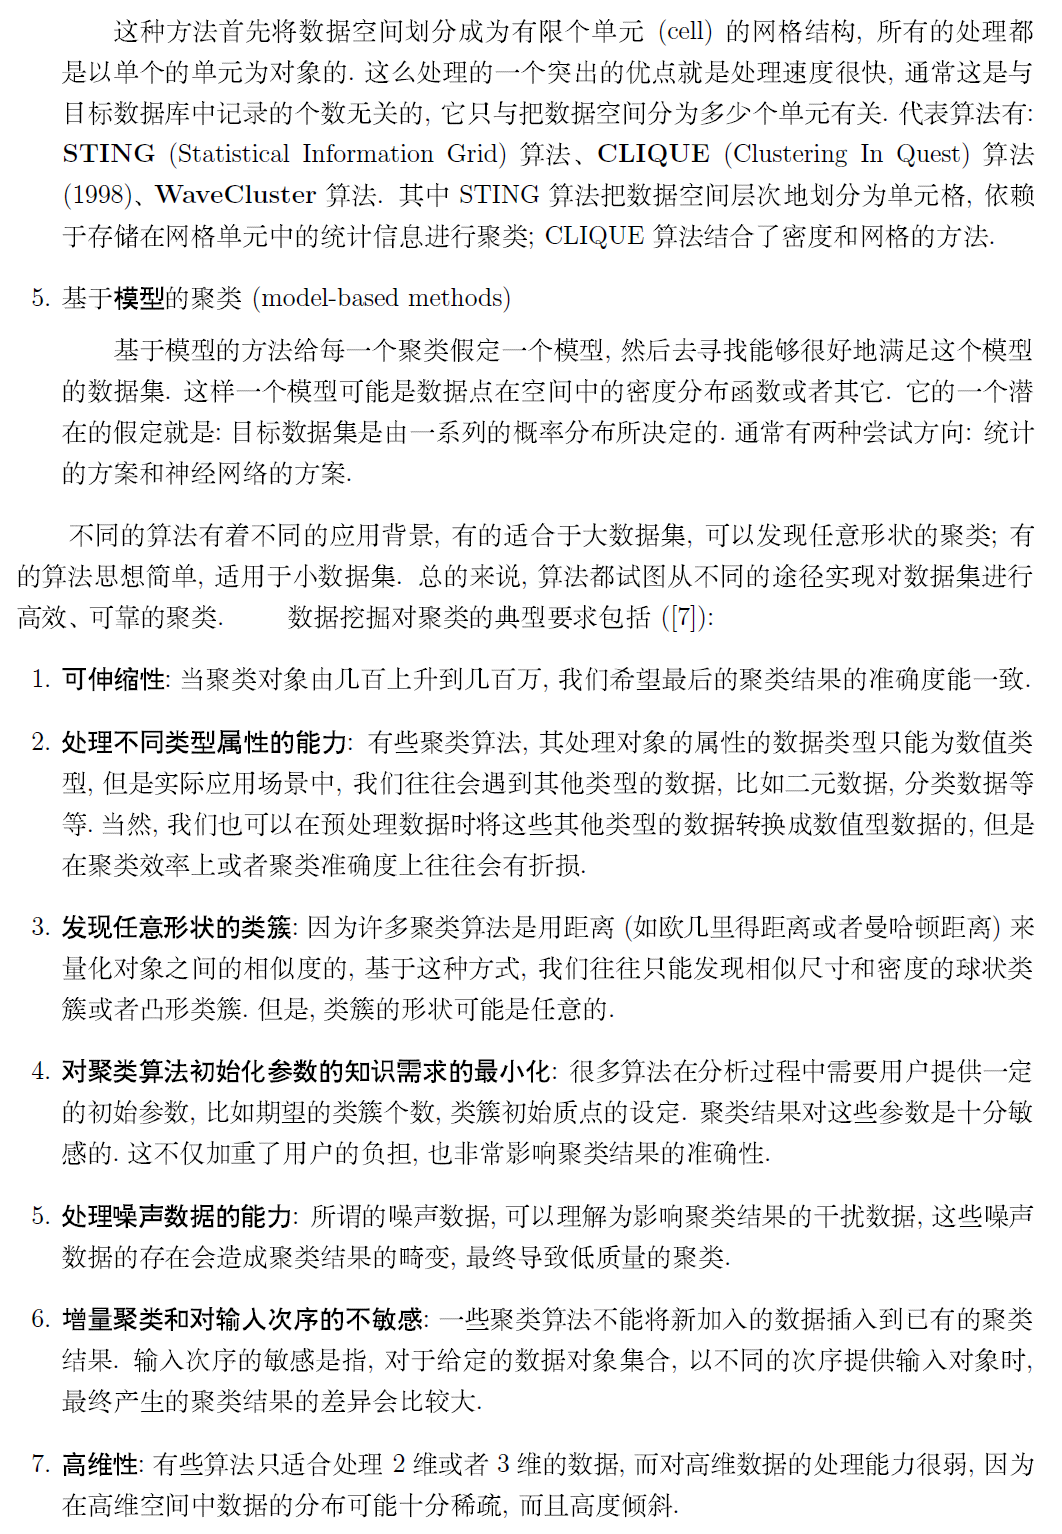 这种方法首先将数据空间划分成为有限个单元 (cell) 的网格结构, 所有的处理都
是以单个的单元为对象的. 这么处理的一个突出的优点就是处理速度很快, 通常这是与
目标数据库中记录的个数无关的, 它只与把数据空间分为多少个单元有关. 代表算法有:
STING (Statistical Information Grid) 算法、CLIQUE (Clustering In Quest) 算法
(1998)、WaveCluster 算法. 其中 STING 算法把数据空间层次地划分为单元格, 依赖
于存储在网格单元中的统计信息进行聚类; CLIQUE 算法结合了密度和网格的方法.
5. 基于模型的聚类 (model-based methods)
基于模型的方法给每一个聚类假定一个模型, 然后去寻找能够很好地满足这个模型
的数据集. 这样一个模型可能是数据点在空间中的密度分布函数或者其它. 它的一个潜
在的假定就是: 目标数据集是由一系列的概率分布所决定的. 通常有两种尝试方向: 统计
的方案和神经网络的方案.
不同的算法有着不同的应用背景, 有的适合于大数据集, 可以发现任意形状的聚类; 有
的算法思想简单, 适用于小数据集. 总的来说, 算法都试图从不同的途径实现对数据集进行
高效、可靠的聚类. 数据挖掘对聚类的典型要求包括 ([7]):
1. 可伸缩性: 当聚类对象由几百上升到几百万, 我们希望最后的聚类结果的准确度能一致.
2. 处理不同类型属性的能力: 有些聚类算法, 其处理对象的属性的数据类型只能为数值类
型, 但是实际应用场景中, 我们往往会遇到其他类型的数据, 比如二元数据, 分类数据等
等. 当然, 我们也可以在预处理数据时将这些其他类型的数据转换成数值型数据的, 但是
在聚类效率上或者聚类准确度上往往会有折损.
3. 发现任意形状的类簇: 因为许多聚类算法是用距离 (如欧几里得距离或者曼哈顿距离) 来
量化对象之间的相似度的, 基于这种方式, 我们往往只能发现相似尺寸和密度的球状类
簇或者凸形类簇. 但是, 类簇的形状可能是任意的.
4. 对聚类算法初始化参数的知识需求的最小化: 很多算法在分析过程中需要用户提供一定
的初始参数, 比如期望的类簇个数, 类簇初始质点的设定. 聚类结果对这些参数是十分敏
感的. 这不仅加重了用户的负担, 也非常影响聚类结果的准确性.
5. 处理噪声数据的能力: 所谓的噪声数据, 可以理解为影响聚类结果的干扰数据, 这些噪声
数据的存在会造成聚类结果的畸变, 最终导致低质量的聚类.
6. 增量聚类和对输入次序的不敏感: 一些聚类算法不能将新加入的数据插入到已有的聚类
结果. 输入次序的敏感是指, 对于给定的数据对象集合, 以不同的次序提供输入对象时,
最终产生的聚类结果的差异会比较大.
7. 高维性: 有些算法只适合处理 2 维或者 3 维的数据, 而对高维数据的处理能力很弱, 因为
在高维空间中数据的分布可能十分稀疏, 而且高度倾斜.